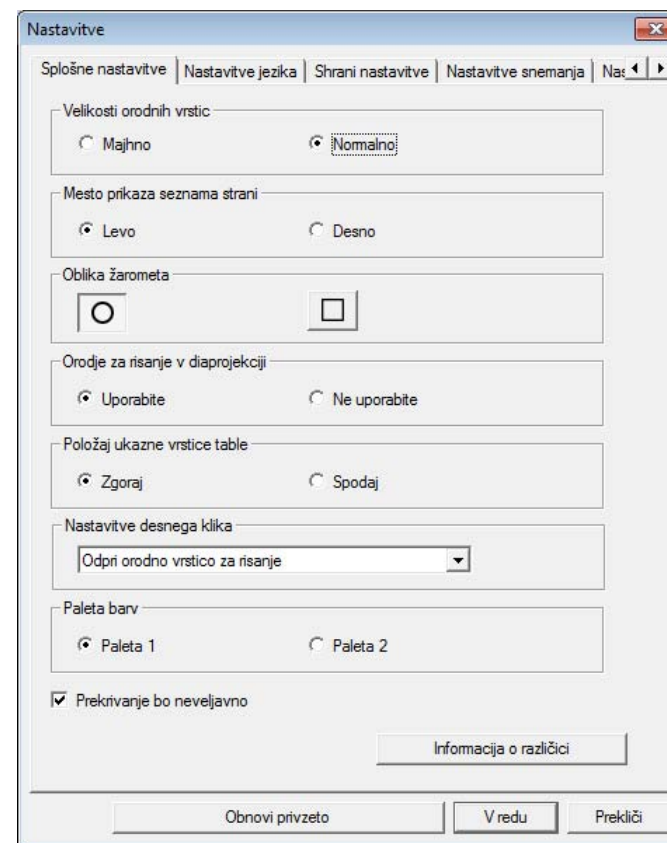 Nastavitve
Splošne nastavitve Nastavitve jezika Shrani nastavitve Nastavitve snemanja
Velikosti orodnih vrstic
Majhno Normalno
Mesto prikaza seznama strani
Levo Desno
Oblika žarometa
Orodje za risanje v diaprojekciji
Uporabite Ne uporabite
Položaj ukazne vrstice table
Zgoraj Spodaj
Nastavitve desnega klika
Odpri orodno vrstico za risanje
Paleta barv
Paleta 1 Paleta 2
Prekrivanje bo neveljavno
Informacija o različici
Obnovi privzeto V redu Prekliči